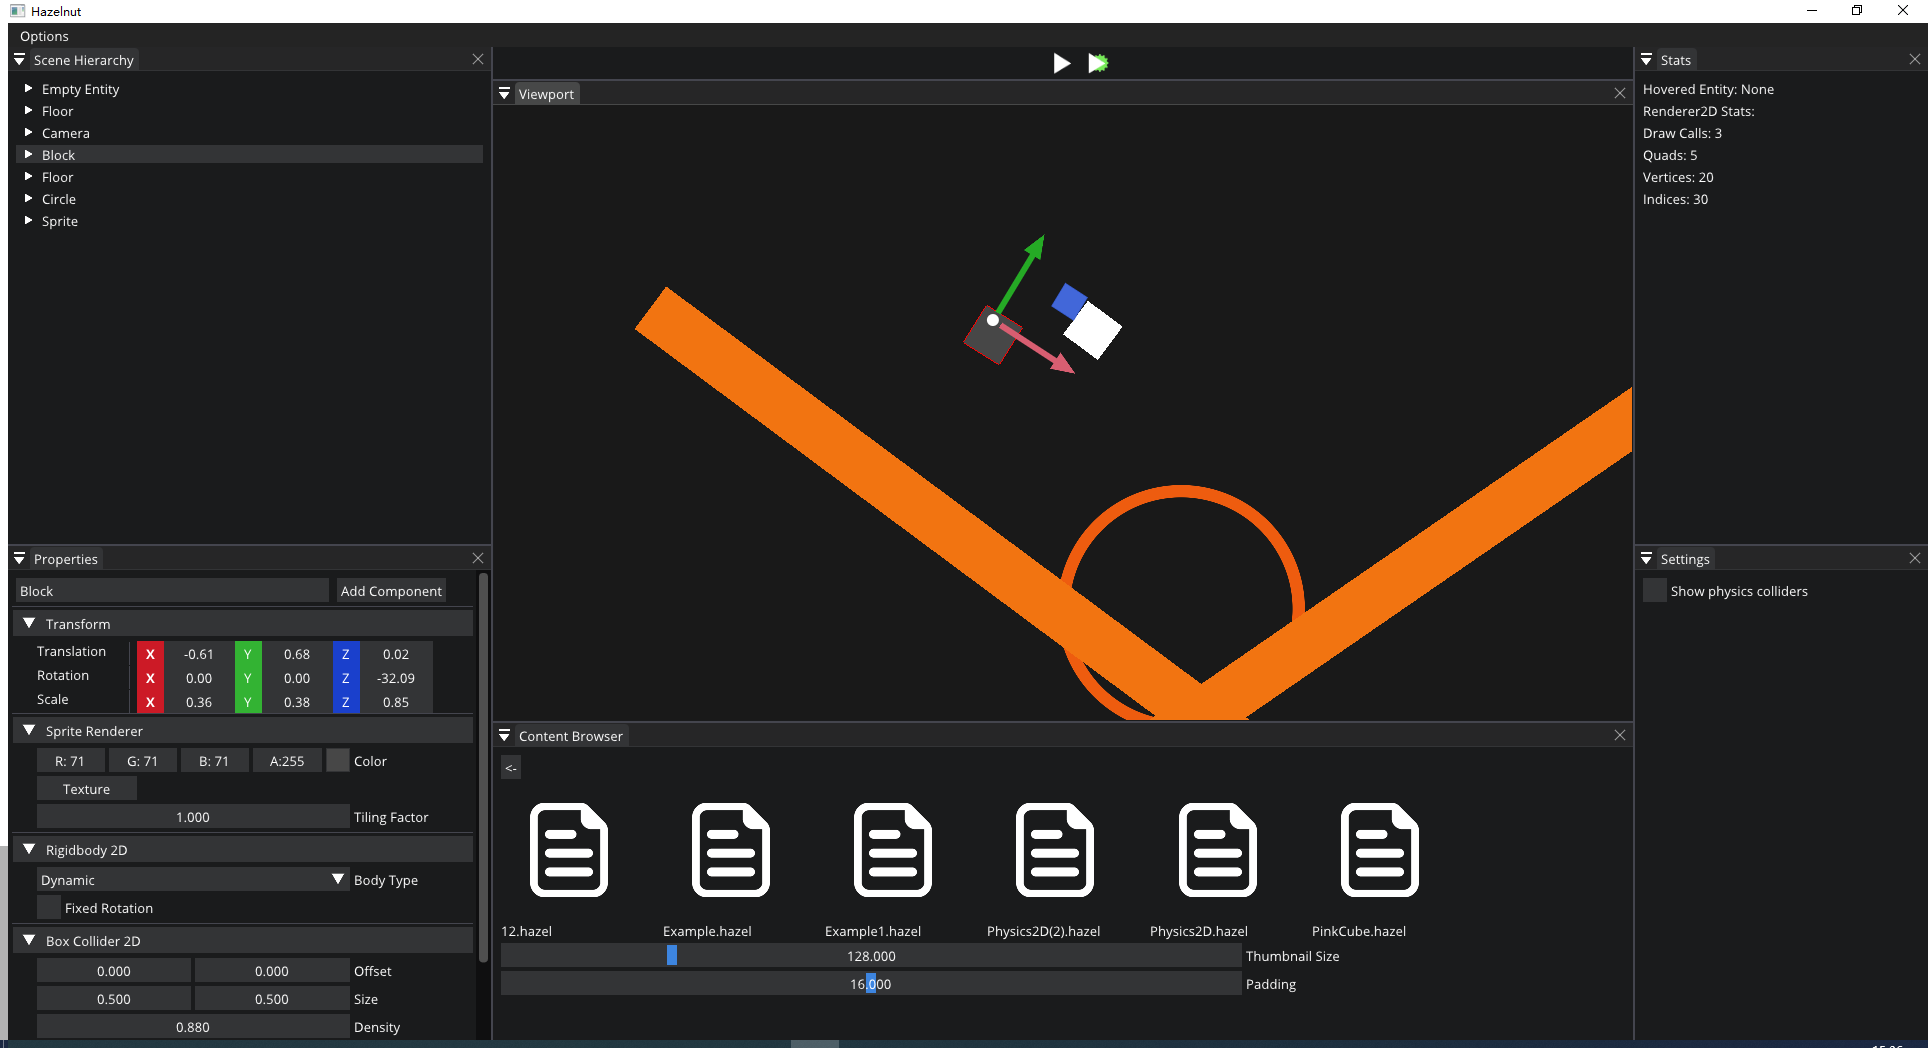 Hazelnut
Options
Scene Hierarchy
Empty Entity
Floor
Camera
Block
Floor
Circle
Sprite
Properties
Block
Add Component
Transform
Translation X -0.61 Y 0.68 Z 0.02
Rotation X 0.00 Y 0.00 Z -32.09
Scale X 0.36 Y 0.38 Z 0.85
Sprite Renderer
R: 71 G: 71 B: 71 A:255 Color
Texture
1.000 Tiling Factor
Rigidbody 2D
Dynamic Body Type
Fixed Rotation
Box Collider 2D
0.000 0.000 Offset
0.500 0.500 Size
0.880 Density
Viewport
Content Browser
<-
12.hazel Example.hazel Example1.hazel Physics2D(2).hazel Physics2D.hazel PinkCube.hazel
128.000 Thumbnail Size
16.000 Padding
Stats
Hovered Entity: None
Renderer2D Stats:
Draw Calls: 3
Quads: 5
Vertices: 20
Indices: 30
Settings
Show physics colliders